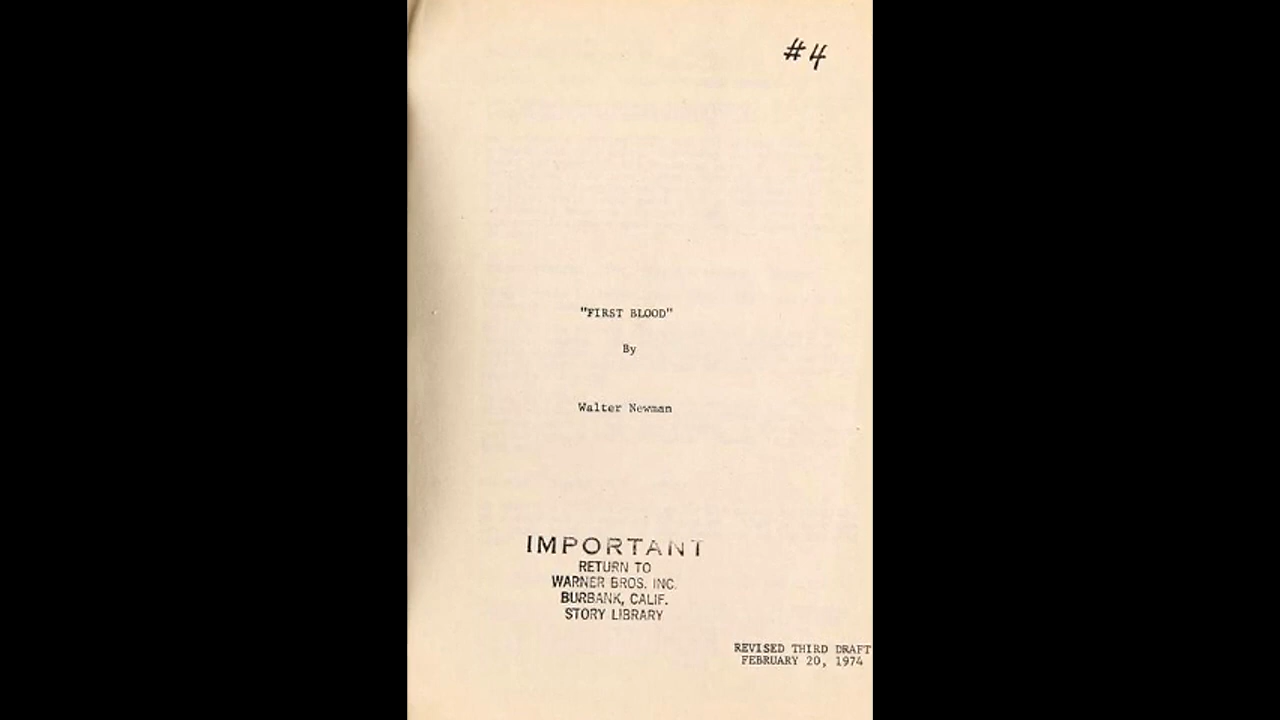 #4
"FIRST BLOOD"
By
Walter Newman
IMPORTANT
RETURN TO
WARNER BROS. INC.
BURBANK, CALIF.
STORY LIBRARY
REVISED THIRD DRAFT
FEBRUARY 20, 1974